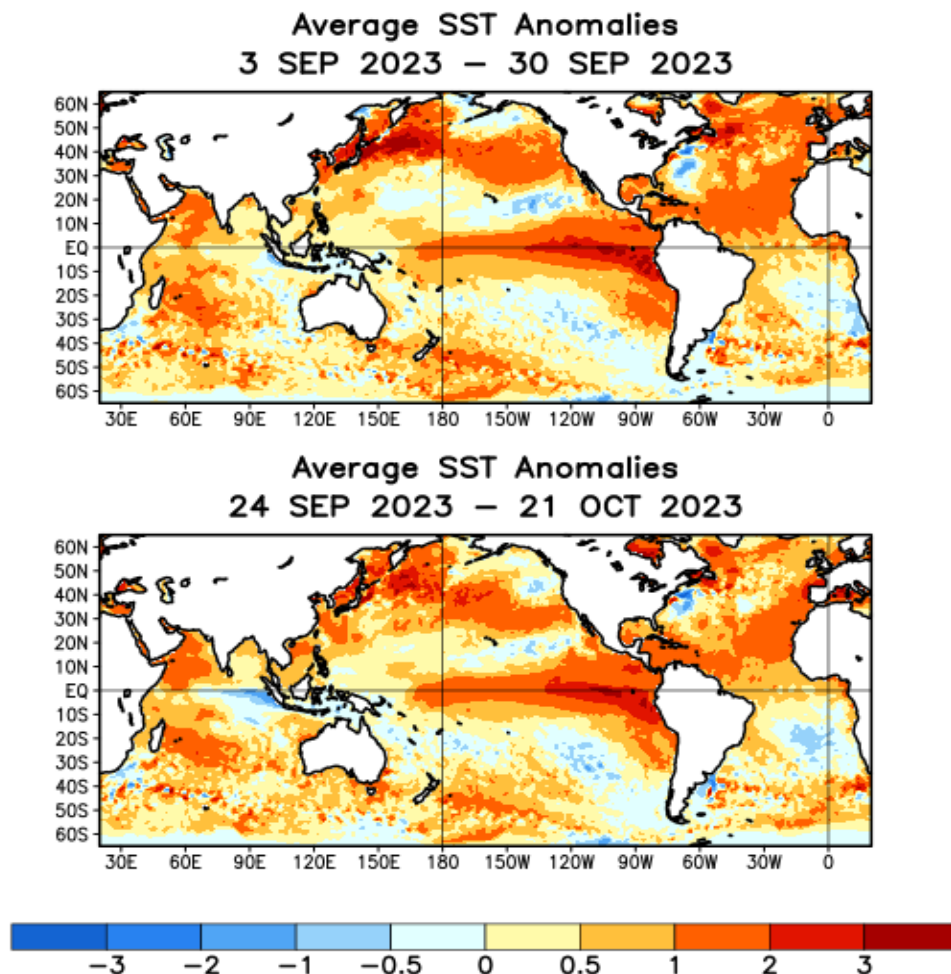 Average SST Anomalies
3 SEP 2023 – 30 SEP 2023
60N
50N
40N
30N
20N
10N
EQ
10S
20S
30S
40S
50S
60S
30E 60E 90E 120E 150E 180 150W 120W 90W 60W 30W 0
Average SST Anomalies
24 SEP 2023 – 21 OCT 2023
60N
50N
40N
30N
20N
10N
EQ
10S
20S
30S
40S
50S
60S
30E 60E 90E 120E 150E 180 150W 120W 90W 60W 30W 0
-3 -2 -1 -0.5 0 0.5 1 2 3